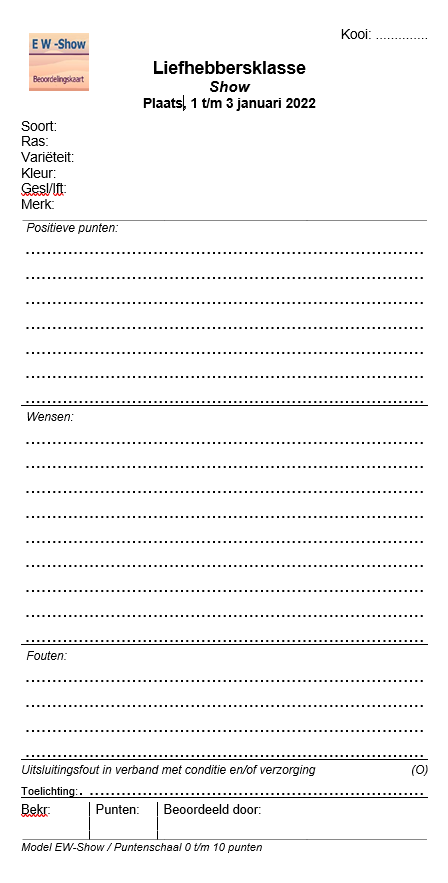 Kooi: ..............
E W -Show
Beoordelingskaart
Liefhebbersklasse
Show
Plaats, 1 t/m 3 januari 2022
Soort:
Ras:
Variëteit:
Kleur:
Gesl/lft:
Merk:
Positieve punten:
Wensen:
Fouten:
Uitsluitingsfout in verband met conditie en/of verzorging (O)
Toelichting:
Bekr: Punten: Beoordeeld door:
Model EW-Show / Puntenschaal 0 t/m 10 punten